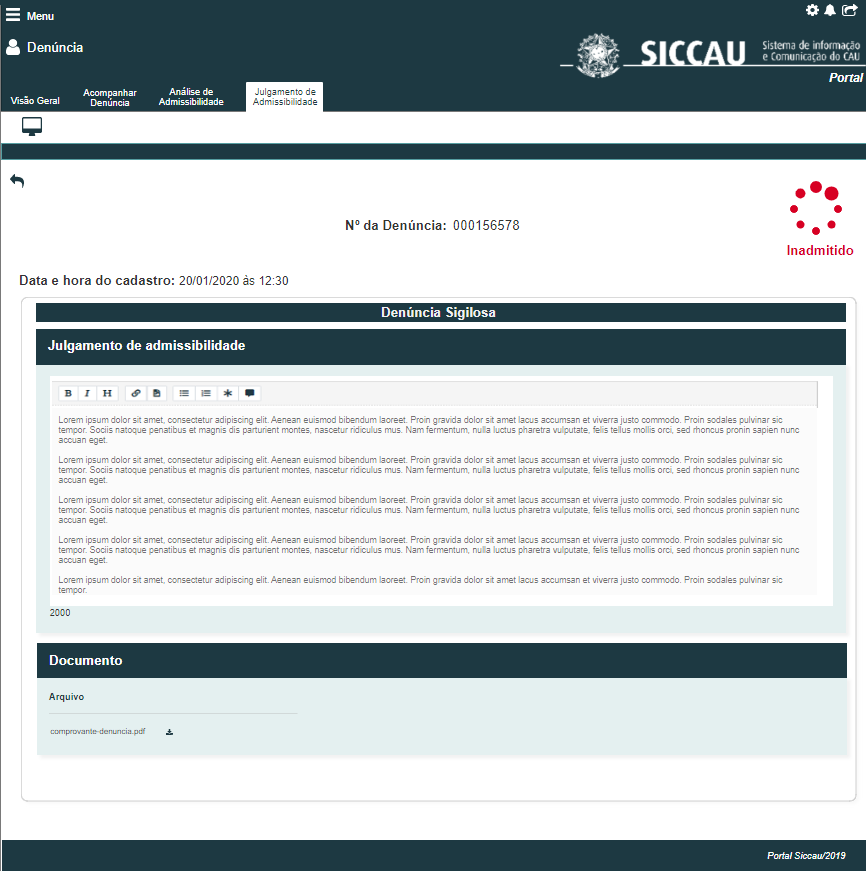 Menu
Denúncia
SICCAU
Sistema de informação
e Comunicação do CAU
Portal
Visão Geral
Acompanhar
Denúncia
Análise de
Admissibilidade
Julgamento de
Admissibilidade
Nº da Denúncia: 000156578
Inadmitido
Data e hora do cadastro: 20/01/2020 às 12:30
Denúncia Sigilosa
Julgamento de admissibilidade
B I H
Lorem ipsum dolor sit amet, consectetur adipiscing elit. Aenean euismod bibendum laoreet. Proin gravida dolor sit amet lacus accumsan et viverra justo commodo. Proin sodales pulvinar sic
tempor. Sociis natoque penatibus et magnis dis parturient montes, nascetur ridiculus mus. Nam fermentum, nulla luctus pharetra vulputate, felis tellus mollis orci, sed rhoncus pronin sapien nunc
accuan eget.
Lorem ipsum dolor sit amet, consectetur adipiscing elit. Aenean euismod bibendum laoreet. Proin gravida dolor sit amet lacus accumsan et viverra justo commodo. Proin sodales pulvinar sic
tempor. Sociis natoque penatibus et magnis dis parturient montes, nascetur ridiculus mus. Nam fermentum, nulla luctus pharetra vulputate, felis tellus mollis orci, sed rhoncus pronin sapien nunc
accuan eget.
Lorem ipsum dolor sit amet, consectetur adipiscing elit. Aenean euismod bibendum laoreet. Proin gravida dolor sit amet lacus accumsan et viverra justo commodo. Proin sodales pulvinar sic
tempor. Sociis natoque penatibus et magnis dis parturient montes, nascetur ridiculus mus. Nam fermentum, nulla luctus pharetra vulputate, felis tellus mollis orci, sed rhoncus pronin sapien nunc
accuan eget.
Lorem ipsum dolor sit amet, consectetur adipiscing elit. Aenean euismod bibendum laoreet. Proin gravida dolor sit amet lacus accumsan et viverra justo commodo. Proin sodales pulvinar sic
tempor. Sociis natoque penatibus et magnis dis parturient montes, nascetur ridiculus mus. Nam fermentum, nulla luctus pharetra vulputate, felis tellus mollis orci, sed rhoncus pronin sapien nunc
accuan eget.
Lorem ipsum dolor sit amet, consectetur adipiscing elit. Aenean euismod bibendum laoreet. Proin gravida dolor sit amet lacus accumsan et viverra justo commodo. Proin sodales pulvinar sic
tempor.
2000
Documento
Arquivo
comprovante-denuncia.pdf
Portal Siccau/2019